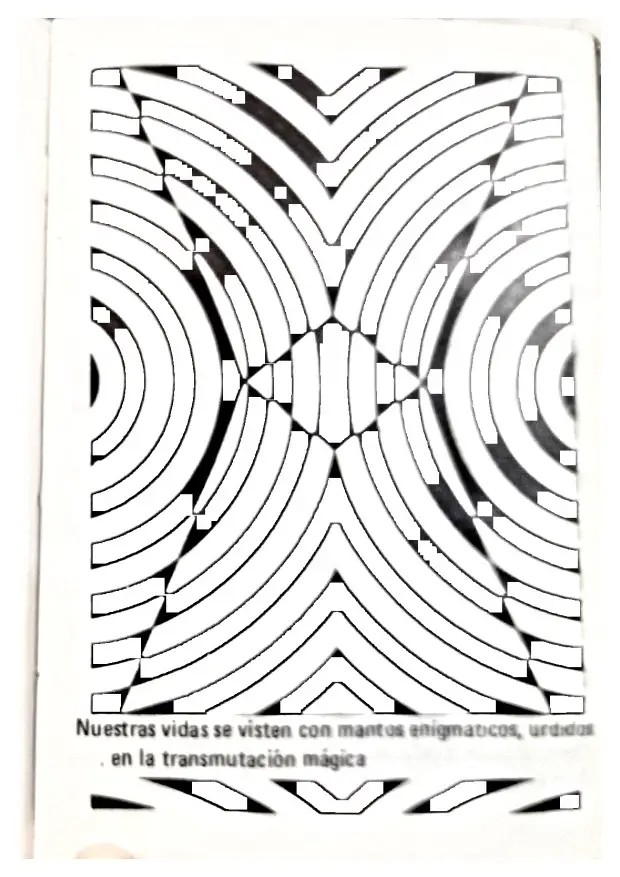 Nuestras vidas se visten con mantos enigmaticos, urdidos
. en la transmutación mágica